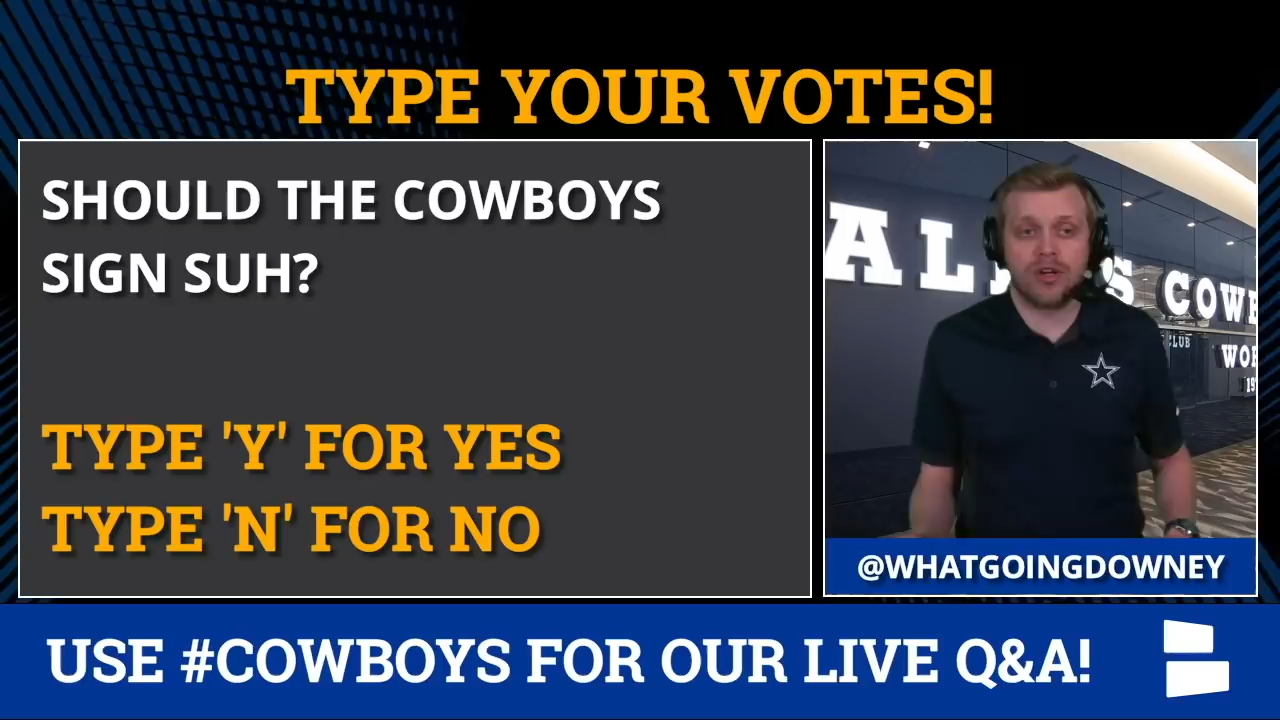 TYPE YOUR VOTES!
SHOULD THE COWBOYS
SIGN SUH?
TYPE 'Y' FOR YES
TYPE 'N' FOR NO
@WHATGOINGDOWNEY
USE #COWBOYS FOR OUR LIVE Q&A!